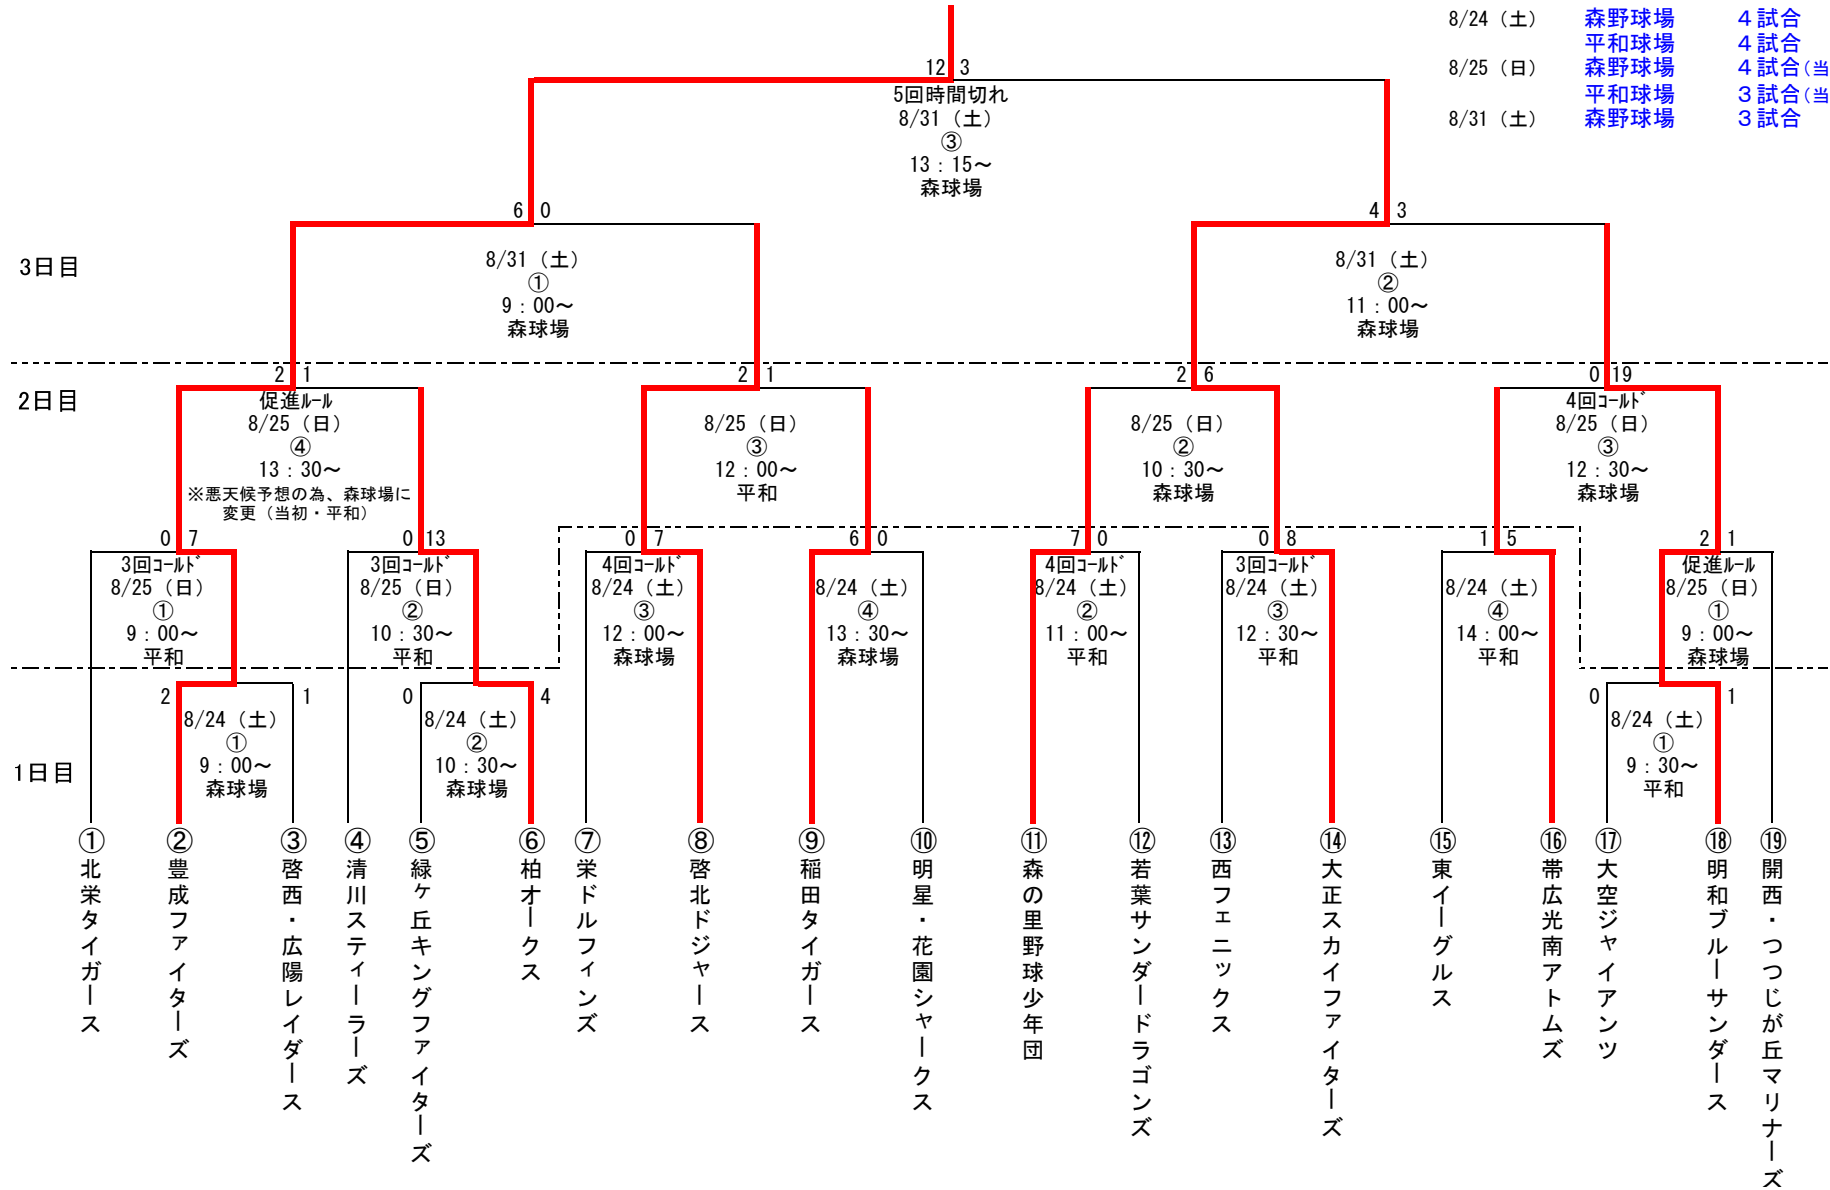 8/24（土） 森野球場 ４試合
平和球場 ４試合
8/25（日） 森野球場 ４試合(当
平和球場 ３試合(当
8/31（土） 森野球場 ３試合
12 3
5回時間切れ
8/31（土）
③
13：15～
森球場
3日目
6 0
8/31（土）
①
9：00～
森球場
4 3
8/31（土）
②
11：00～
森球場
2日目
2 1
促進ﾙｰﾙ
8/25（日）
④
13：30～
※悪天候予想の為、森球場に
変更（当初・平和）
2 1
8/25（日）
③
12：00～
平和
2 6
8/25（日）
②
10：30～
森球場
0 19
4回ｺｰﾙﾄﾞ
8/25（日）
③
12：30～
森球場
0 7
3回ｺｰﾙﾄﾞ
8/25（日）
①
9：00～
平和
0 13
3回ｺｰﾙﾄﾞ
8/25（日）
②
10：30～
平和
0 7
4回ｺｰﾙﾄﾞ
8/24（土）
③
12：00～
森球場
6 0
8/24（土）
④
13：30～
森球場
7 0
4回ｺｰﾙﾄﾞ
8/24（土）
②
11：00～
平和
0 8
3回ｺｰﾙﾄﾞ
8/24（土）
③
12：30～
平和
1 5
8/24（土）
④
14：00～
平和
2 1
促進ﾙｰﾙ
8/25（日）
①
9：00～
森球場
1日目
2 1
8/24（土）
①
9：00～
森球場
0 4
8/24（土）
②
10：30～
森球場
0 1
8/24（土）
①
9：30～
平和
①北栄タイガース
②豊成ファイターズ
③啓西・広陽レイダース
④清川スティーラーズ
⑤緑ヶ丘キングファイターズ
⑥柏オークス
⑦栄ドルフィンズ
⑧啓北ドジャース
⑨稲田タイガース
⑩明星・花園シャークス
⑪森の里野球少年団
⑫若葉サンダードラゴンズ
⑬西フェニックス
⑭大正スカイファイターズ
⑮東イーグルス
⑯帯広光南アトムズ
⑰大空ジャイアンツ
⑱明和ブルーサンダース
⑲開西・つつじが丘マリナーズ